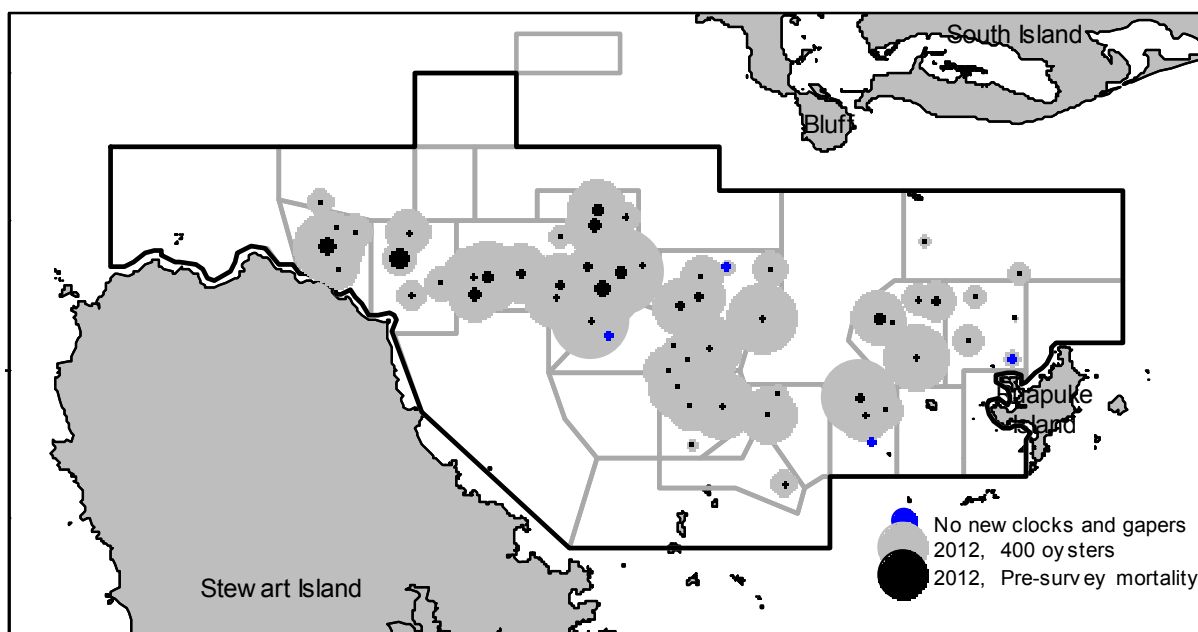 South Island
Bluff
Ruapuke
Island
No new clocks and gapers
2012, 400 oysters
2012, Pre-survey mortality
Stewart Island